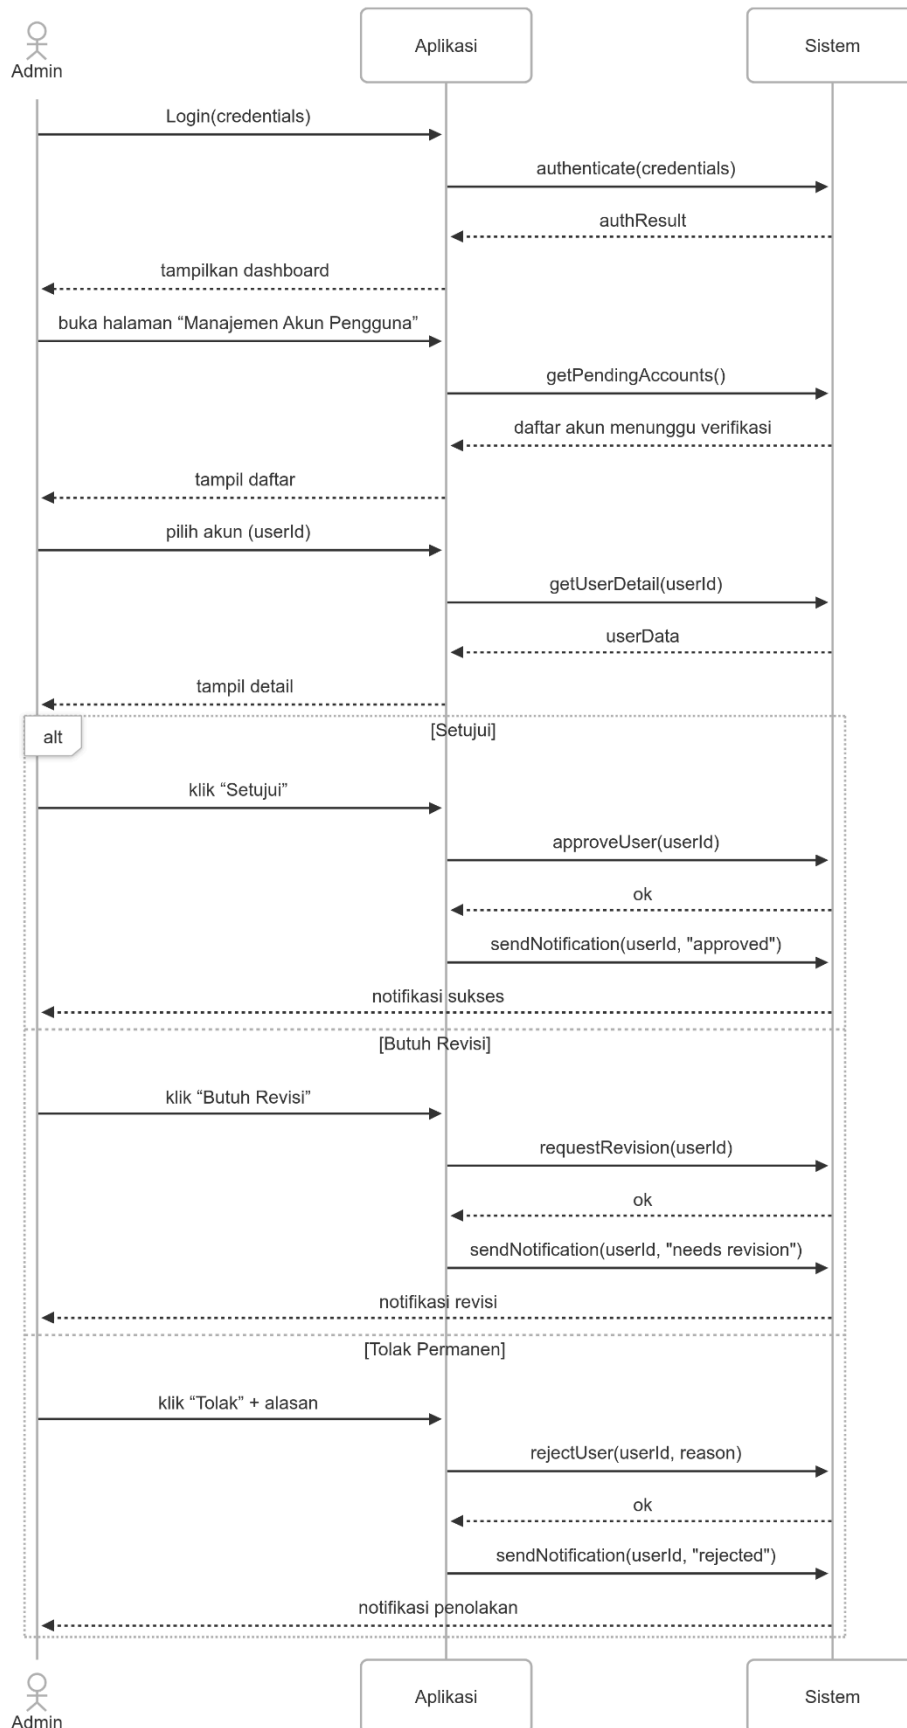 Aplikasi
Sistem
Admin
Login(credentials)
authenticate(credentials)
authResult
tampilkan dashboard
buka halaman “Manajemen Akun Pengguna”
getPendingAccounts()
daftar akun menunggu verifikasi
tampil daftar
pilih akun (userId)
getUserDetail(userId)
userData
tampil detail
alt
[Setujui]
klik “Setujui”
approveUser(userId)
ok
sendNotification(userId, "approved")
notifikasi sukses
[Butuh Revisi]
klik “Butuh Revisi”
requestRevision(userId)
ok
sendNotification(userId, "needs revision")
notifikasi revisi
[Tolak Permanen]
klik “Tolak” + alasan
rejectUser(userId, reason)
ok
sendNotification(userId, "rejected")
notifikasi penolakan
Aplikasi
Sistem
Admin